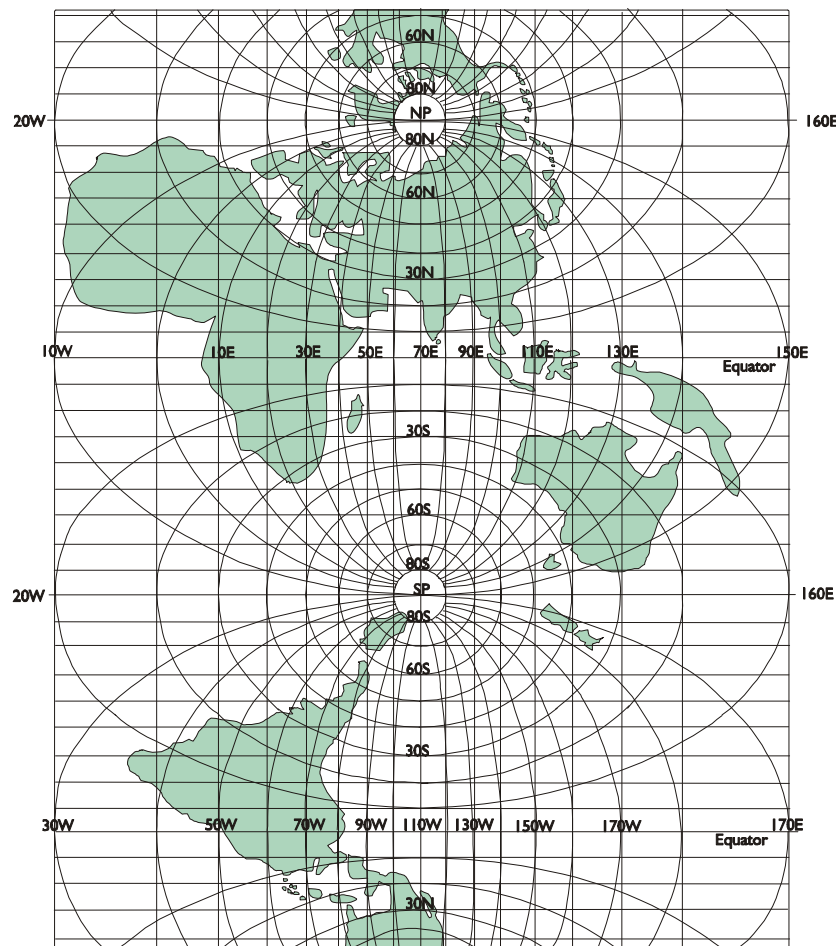 60N
80N
NP
20W
160E
80N
60N
30N
10W
10E
30E
50E
70E
90E
110E
130E
150E
Equator
30S
60S
80S
SP
20W
160E
80S
60S
30S
30W
50W
70W
90W
110W
130W
150W
170W
170E
Equator
30N